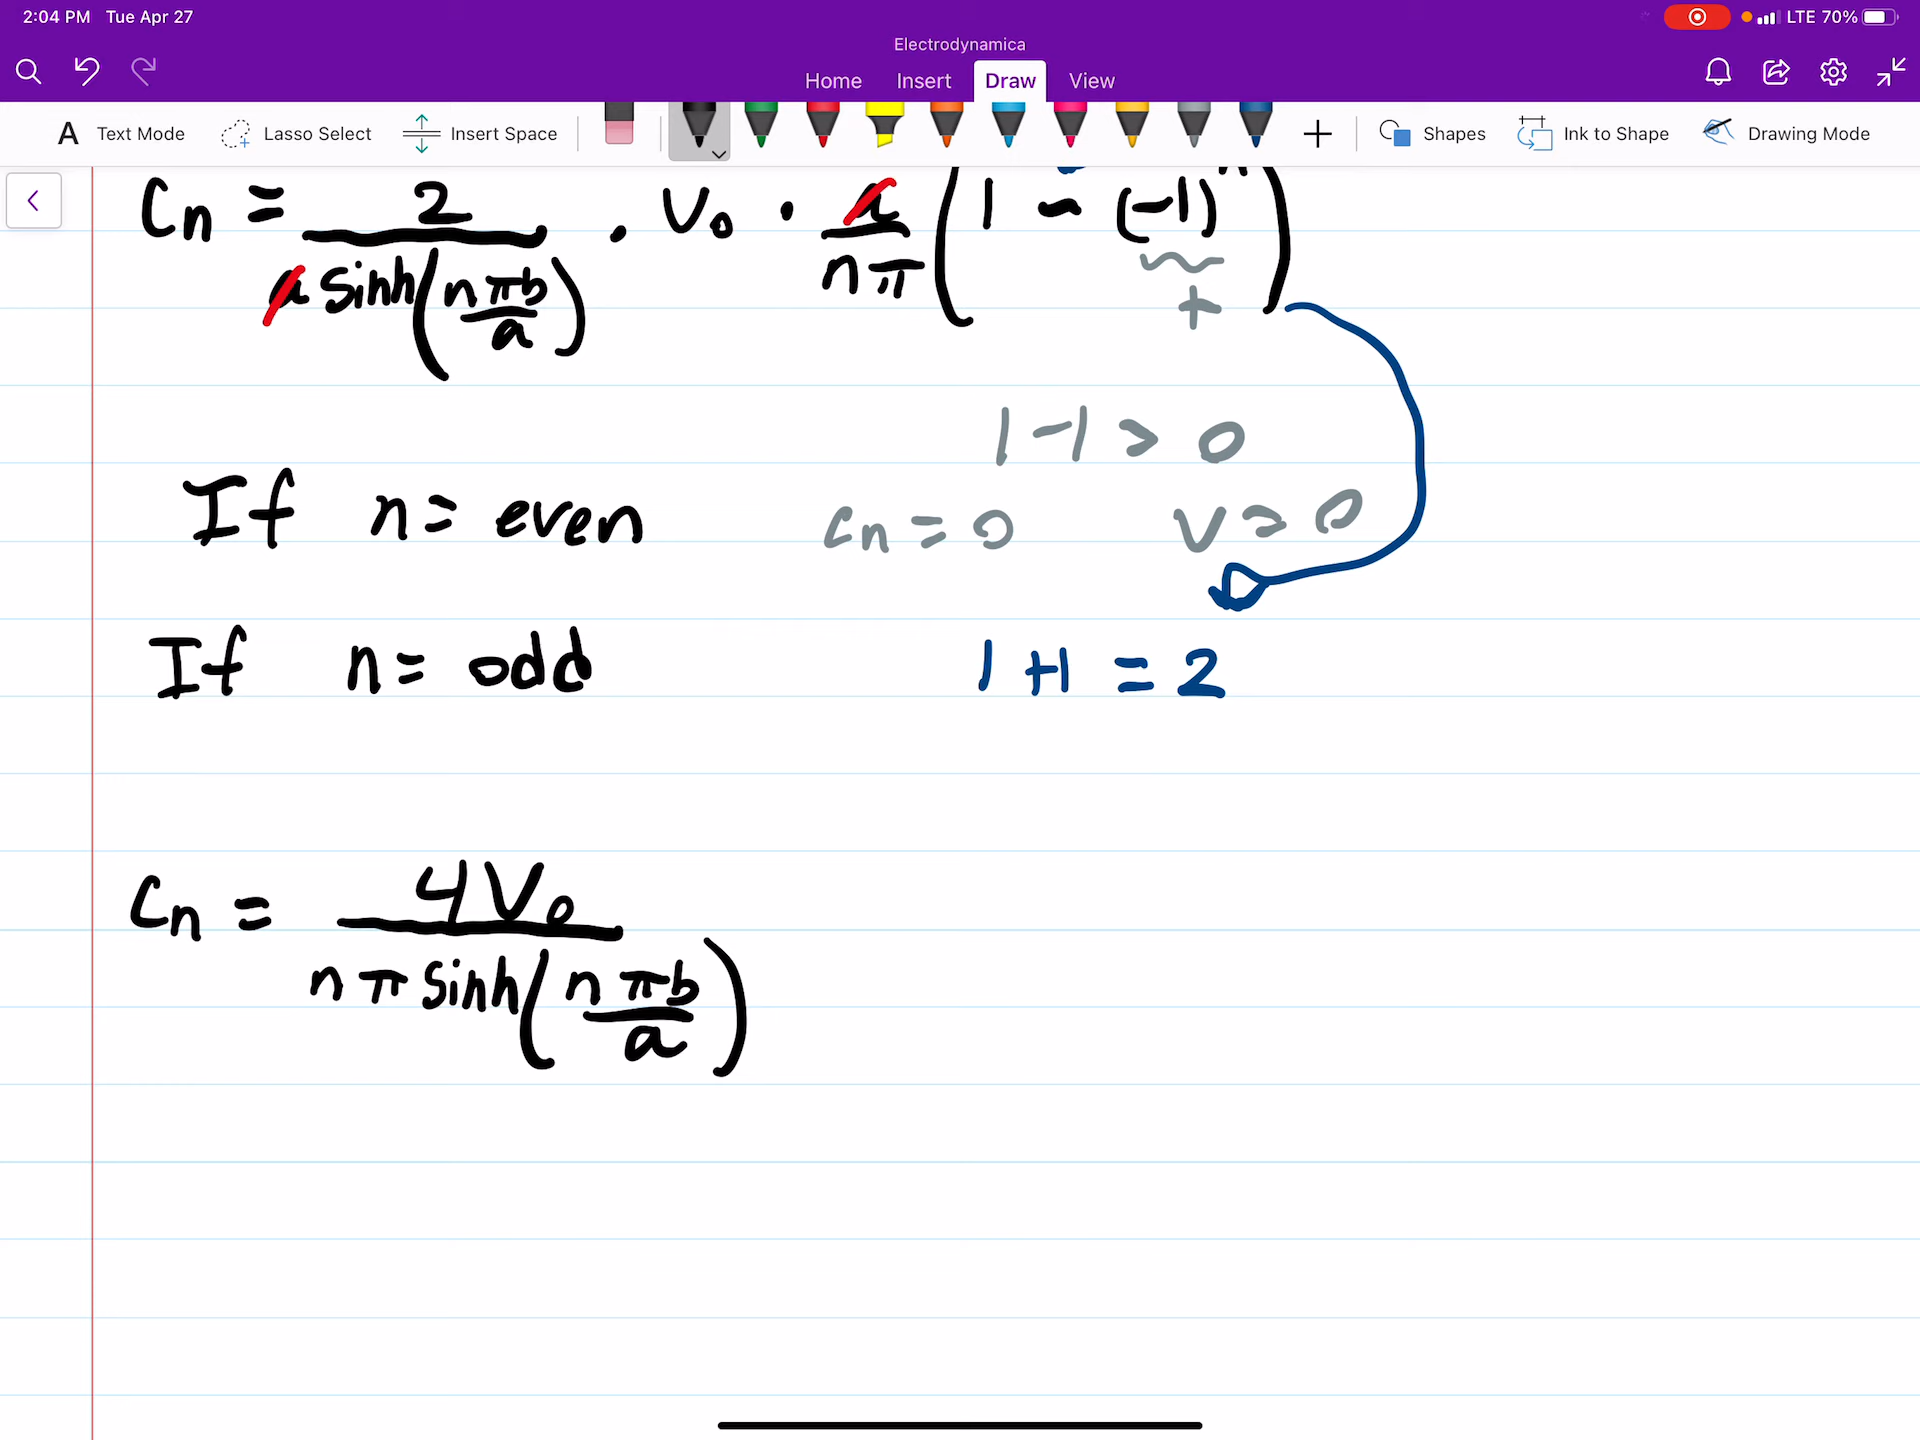 2:04 PM Tue Apr 27
LTE 70%
Electrodynamica
Home Insert Draw View
A Text Mode Lasso Select Insert Space Shapes Ink to Shape Drawing Mode
Cn = 2 / (a sinh(nπb/a)) · V₀ · a/(nπ) (1 - (-1)ⁿ)
+
1 - 1 > 0
If n = even Cn = 0 V = 0
If n = odd 1 + 1 = 2
Cn = 4V₀ / (nπ sinh(nπb/a))